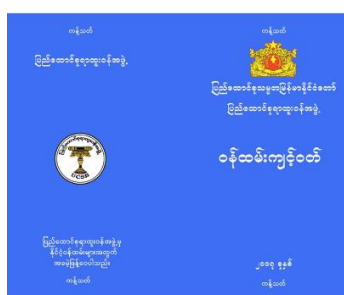 ကန့်သတ်
ပြည်ထောင်စုရာထူးဝန်အဖွဲ့
UCSB
ပြည်ထောင်စုရာထူးဝန်အဖွဲ့မှ
နိုင်ငံ့ဝန်ထမ်းများအတွက်
အခမဲ့ဖြန့်ဝေပါသည်။
ကန့်သတ်
ကန့်သတ်
ပြည်ထောင်စုသမ္မတမြန်မာနိုင်ငံတော်
ပြည်ထောင်စုရာထူးဝန်အဖွဲ့
ဝန်ထမ်းကျင့်ဝတ်
၂၀၁၇ ခုနှစ်
ကန့်သတ်